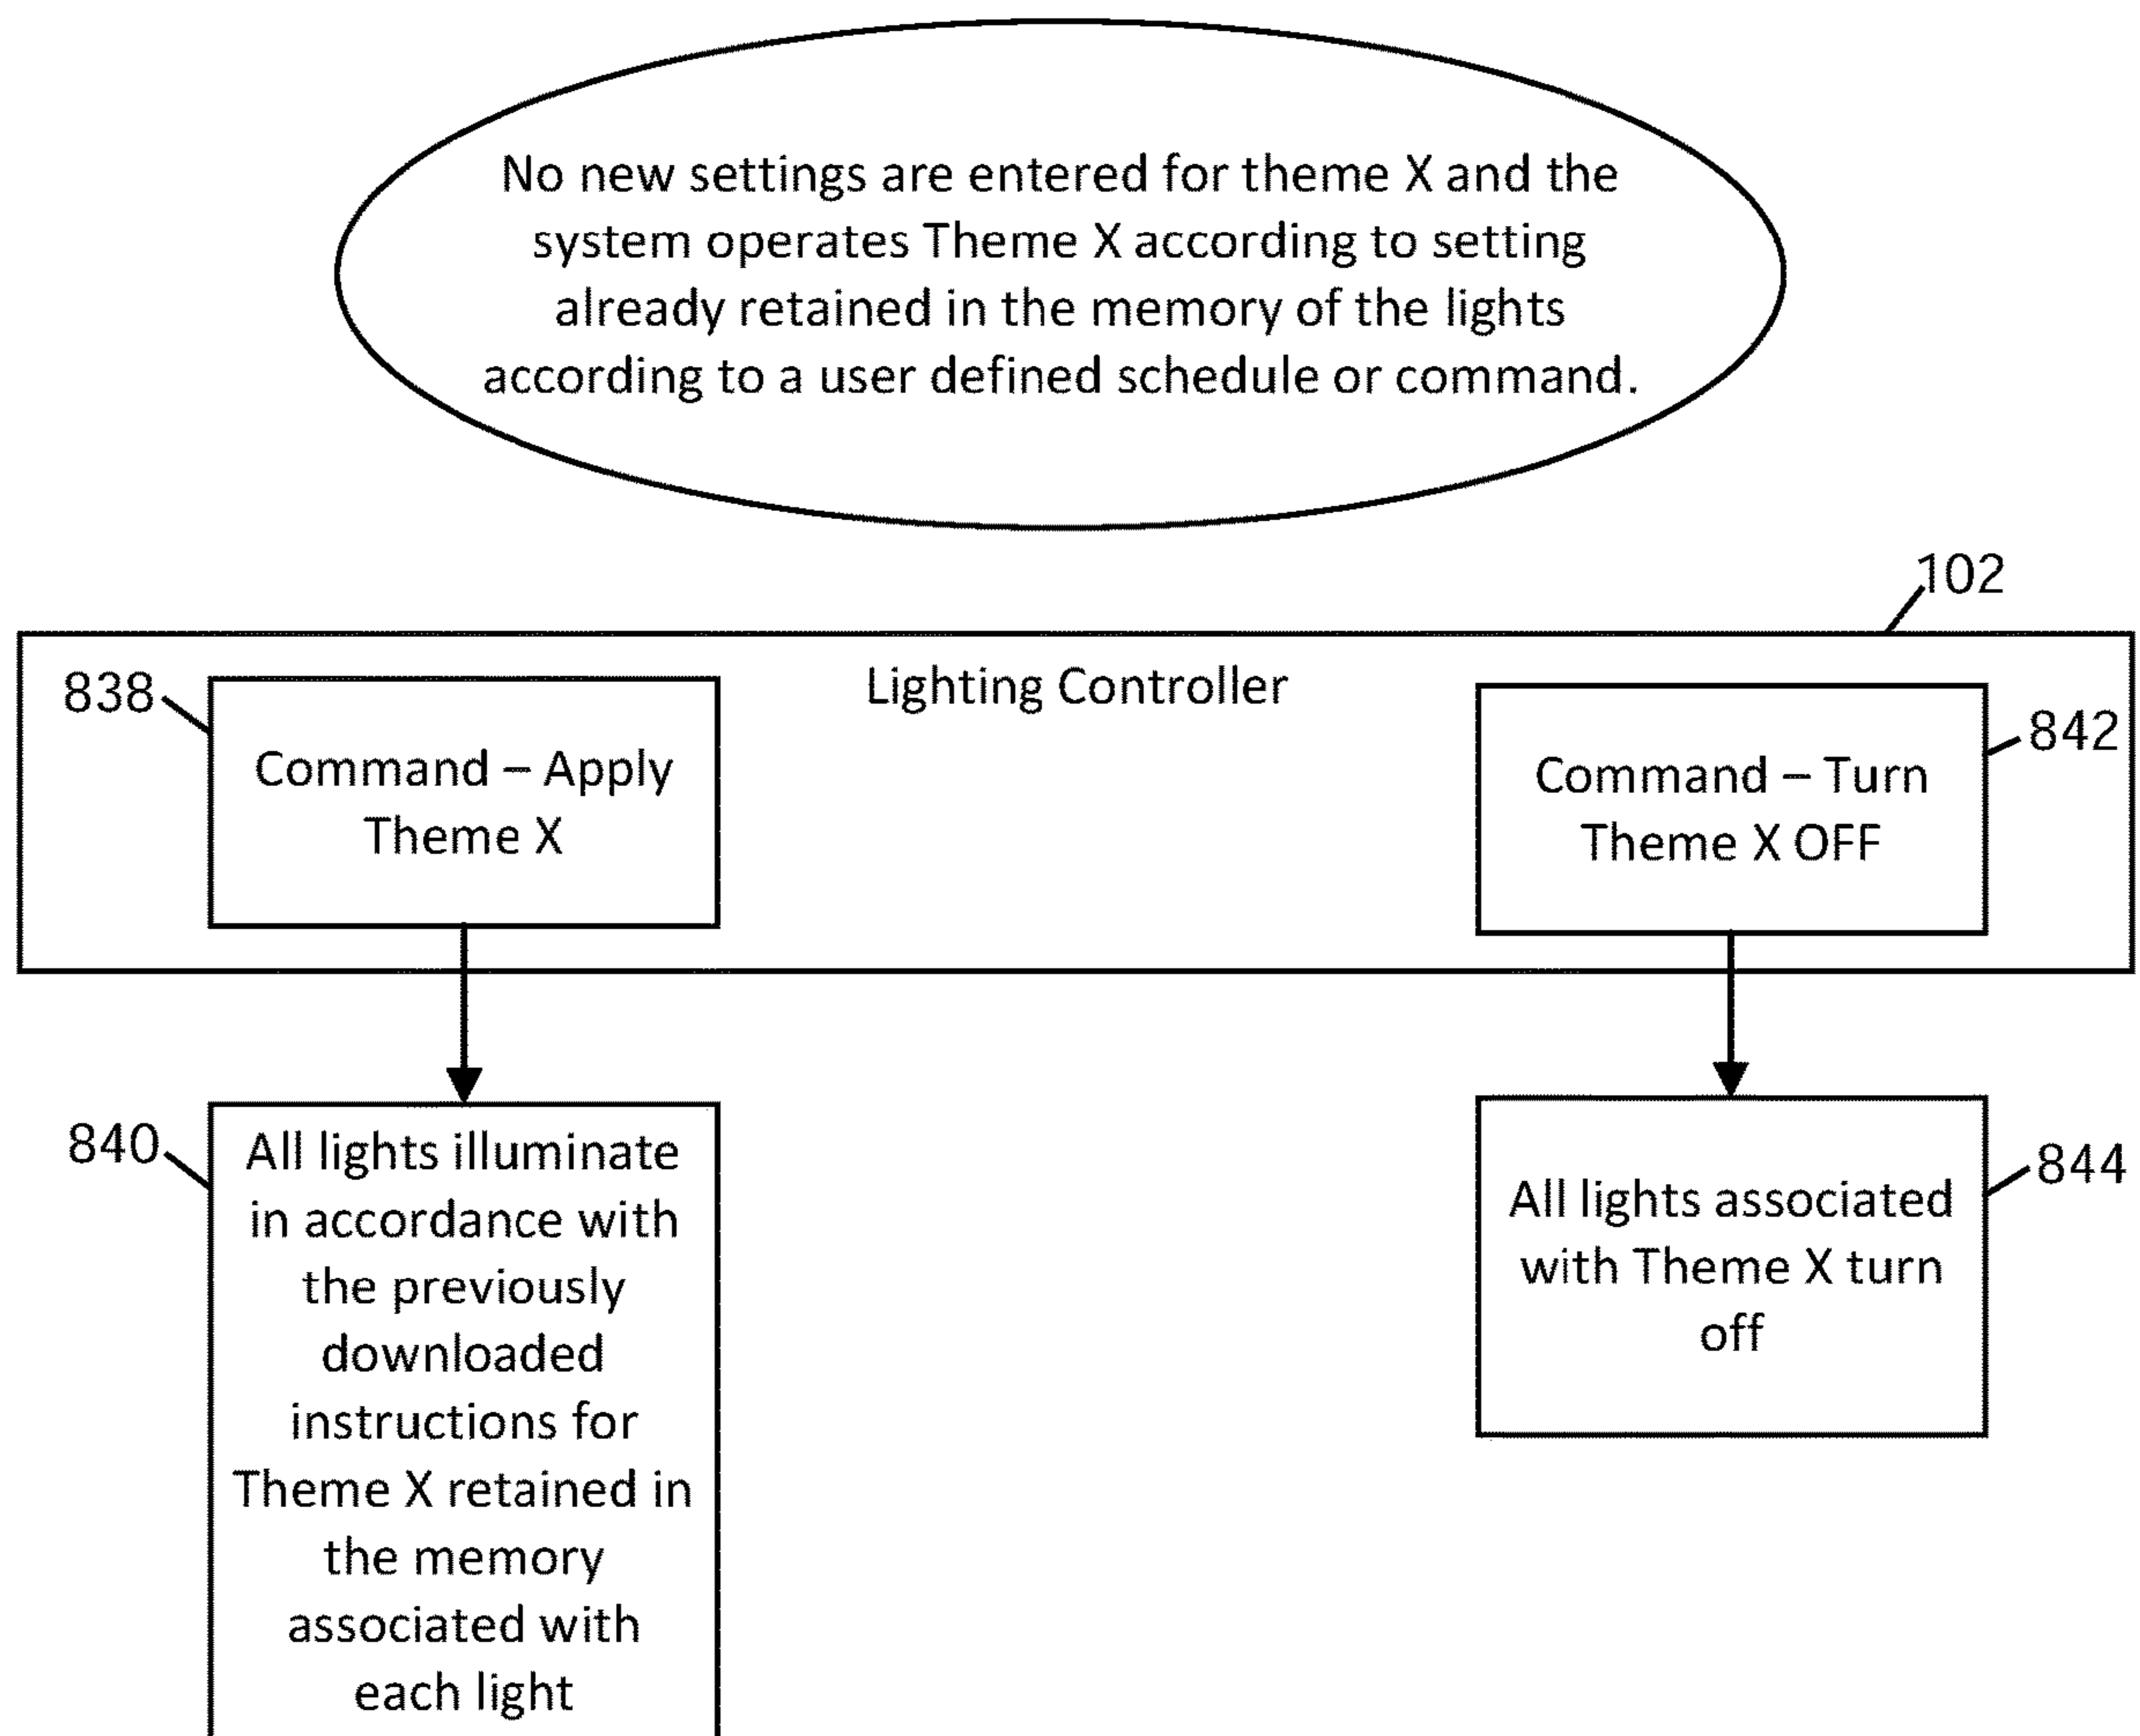 No new settings are entered for theme X and the
system operates Theme X according to setting
already retained in the memory of the lights
according to a user defined schedule or command.
102
Lighting Controller
838
Command – Apply
Theme X
842
Command – Turn
Theme X OFF
840
All lights illuminate
in accordance with
the previously
downloaded
instructions for
Theme X retained in
the memory
associated with
each light
844
All lights associated
with Theme X turn
off